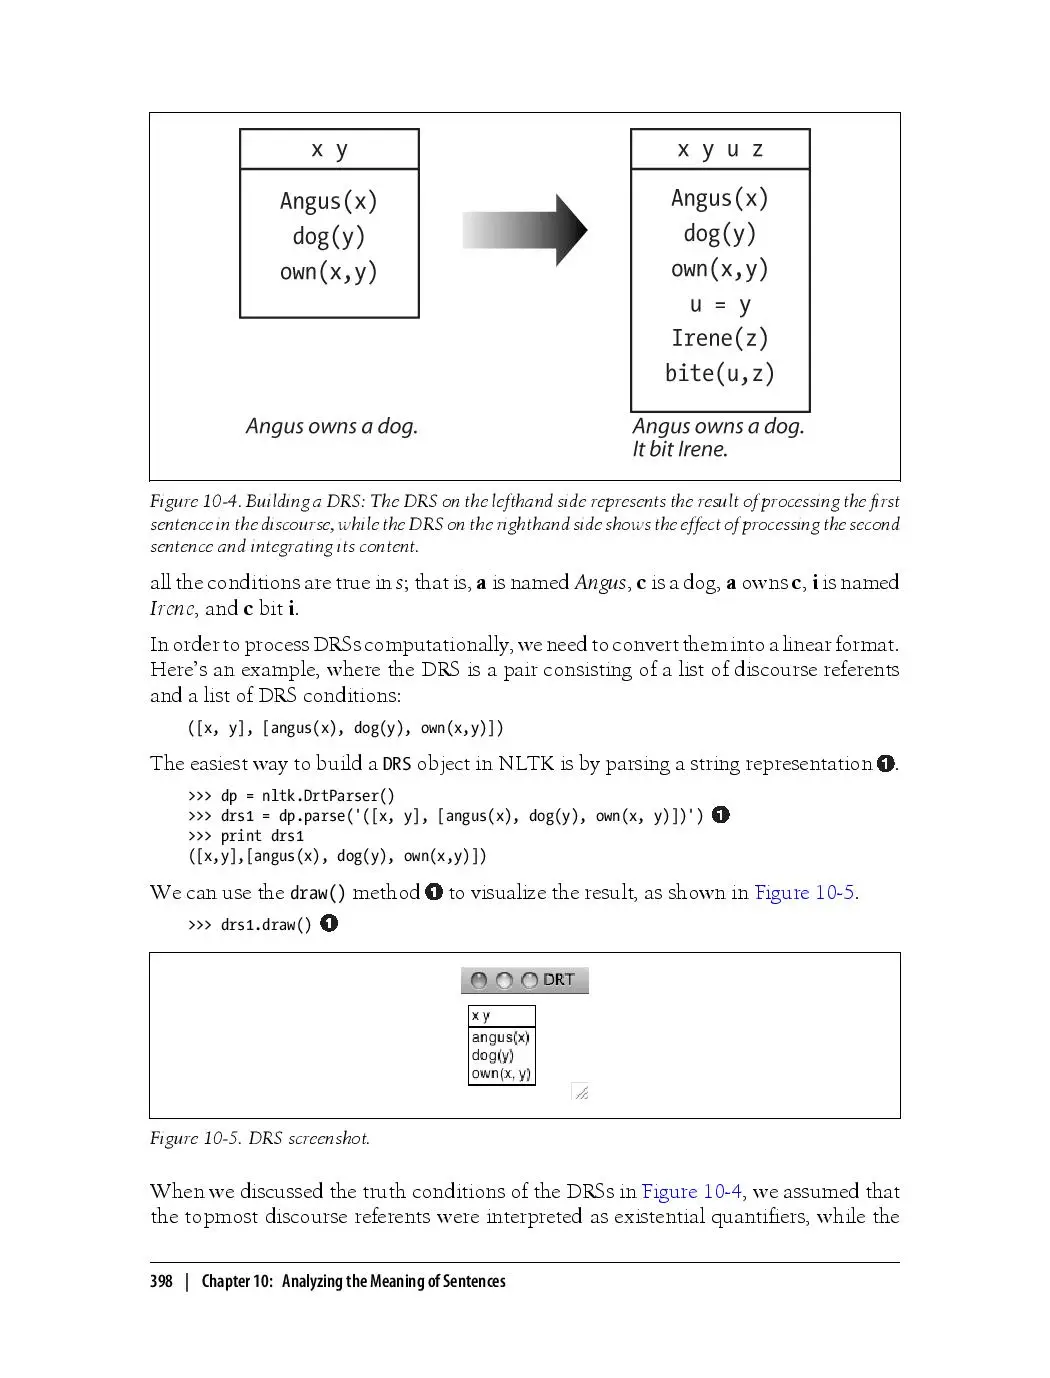 x y
Angus(x)
dog(y)
own(x,y)
Angus owns a dog.
x y u z
Angus(x)
dog(y)
own(x,y)
u = y
Irene(z)
bite(u,z)
Angus owns a dog.
It bit Irene.
Figure 10-4. Building a DRS: The DRS on the lefthand side represents the result of processing the first
sentence in the discourse, while the DRS on the righthand side shows the effect of processing the second
sentence and integrating its content.
all the conditions are true in s; that is, a is named Angus, c is a dog, a owns c, i is named
Irene, and c bit i.
In order to process DRSs computationally, we need to convert them into a linear format.
Here’s an example, where the DRS is a pair consisting of a list of discourse referents
and a list of DRS conditions:
([x, y], [angus(x), dog(y), own(x,y)])
The easiest way to build a DRS object in NLTK is by parsing a string representation ❶.
>>> dp = nltk.DrtParser()
>>> drs1 = dp.parse('([x, y], [angus(x), dog(y), own(x, y)])') ❶
>>> print drs1
([x,y],[angus(x), dog(y), own(x,y)])
We can use the draw() method ❶ to visualize the result, as shown in Figure 10-5.
>>> drs1.draw() ❶
DRT
x y
angus(x)
dog(y)
own(x, y)
Figure 10-5. DRS screenshot.
When we discussed the truth conditions of the DRSs in Figure 10-4, we assumed that
the topmost discourse referents were interpreted as existential quantifiers, while the
398 | Chapter 10: Analyzing the Meaning of Sentences